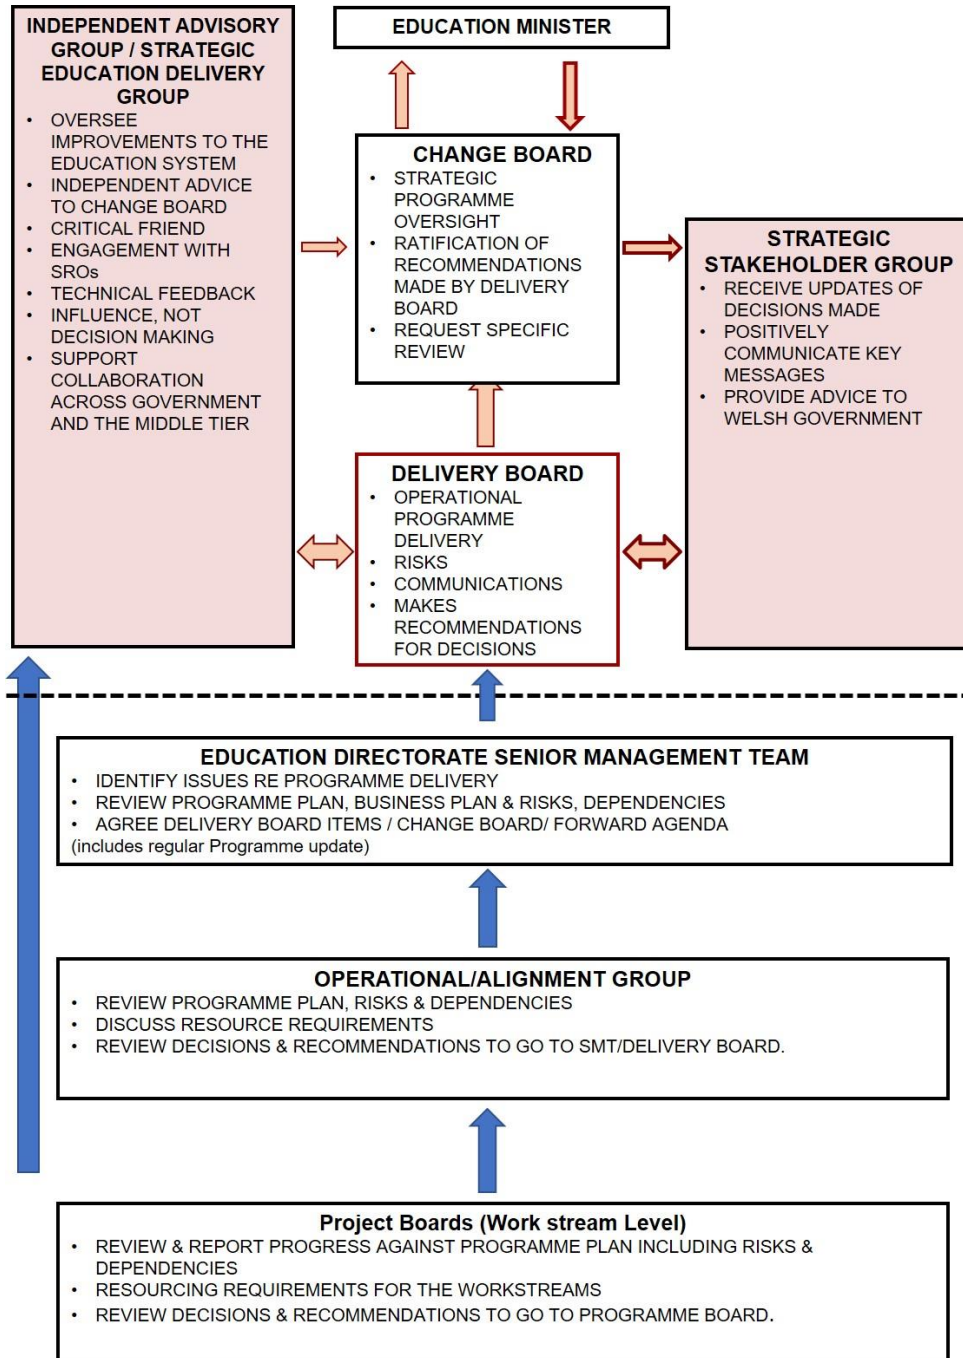 INDEPENDENT ADVISORY
GROUP / STRATEGIC
EDUCATION DELIVERY
GROUP
• OVERSEE
IMPROVEMENTS TO THE
EDUCATION SYSTEM
• INDEPENDENT ADVICE
TO CHANGE BOARD
• CRITICAL FRIEND
• ENGAGEMENT WITH
SROs
• TECHNICAL FEEDBACK
• INFLUENCE, NOT
DECISION MAKING
• SUPPORT
COLLABORATION
ACROSS GOVERNMENT
AND THE MIDDLE TIER
EDUCATION MINISTER
CHANGE BOARD
• STRATEGIC
PROGRAMME
OVERSIGHT
• RATIFICATION OF
RECOMMENDATIONS
MADE BY DELIVERY
BOARD
• REQUEST SPECIFIC
REVIEW
STRATEGIC
STAKEHOLDER GROUP
• RECEIVE UPDATES OF
DECISIONS MADE
• POSITIVELY
COMMUNICATE KEY
MESSAGES
• PROVIDE ADVICE TO
WELSH GOVERNMENT
DELIVERY BOARD
• OPERATIONAL
PROGRAMME
DELIVERY
• RISKS
• COMMUNICATIONS
• MAKES
RECOMMENDATIONS
FOR DECISIONS
EDUCATION DIRECTORATE SENIOR MANAGEMENT TEAM
• IDENTIFY ISSUES RE PROGRAMME DELIVERY
• REVIEW PROGRAMME PLAN, BUSINESS PLAN & RISKS, DEPENDENCIES
• AGREE DELIVERY BOARD ITEMS / CHANGE BOARD/ FORWARD AGENDA
(includes regular Programme update)
OPERATIONAL/ALIGNMENT GROUP
• REVIEW PROGRAMME PLAN, RISKS & DEPENDENCIES
• DISCUSS RESOURCE REQUIREMENTS
• REVIEW DECISIONS & RECOMMENDATIONS TO GO TO SMT/DELIVERY BOARD.
Project Boards (Work stream Level)
• REVIEW & REPORT PROGRESS AGAINST PROGRAMME PLAN INCLUDING RISKS &
DEPENDENCIES
• RESOURCING REQUIREMENTS FOR THE WORKSTREAMS
• REVIEW DECISIONS & RECOMMENDATIONS TO GO TO PROGRAMME BOARD.